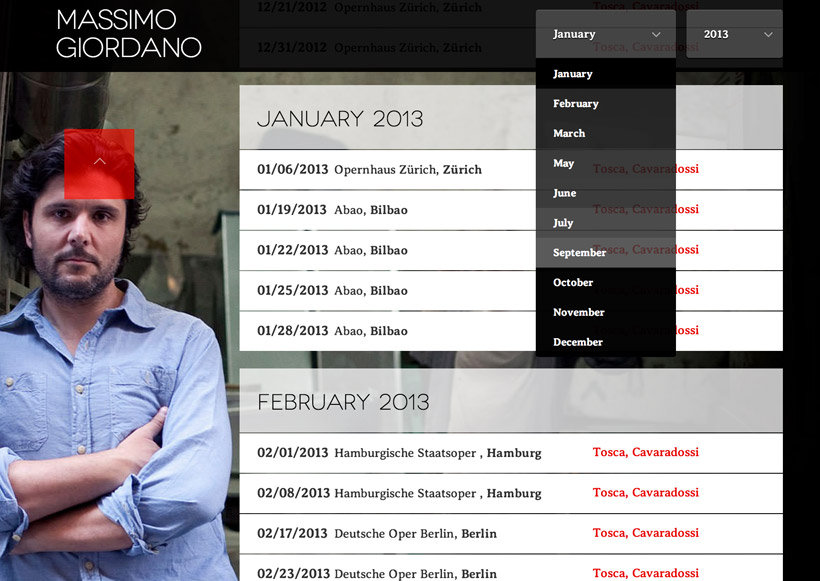 MASSIMO
GIORDANO
12/21/2012 Opernhaus Zürich, Zürich
12/31/2012 Opernhaus Zürich, Zürich
January
2013
January
February
March
May
June
July
September
October
November
December
JANUARY 2013
01/06/2013 Opernhaus Zürich, Zürich Tosca, Cavaradossi
01/19/2013 Abao, Bilbao Tosca, Cavaradossi
01/22/2013 Abao, Bilbao Tosca, Cavaradossi
01/25/2013 Abao, Bilbao Tosca, Cavaradossi
01/28/2013 Abao, Bilbao Tosca, Cavaradossi
FEBRUARY 2013
02/01/2013 Hamburgische Staatsoper , Hamburg Tosca, Cavaradossi
02/08/2013 Hamburgische Staatsoper , Hamburg Tosca, Cavaradossi
02/17/2013 Deutsche Oper Berlin, Berlin Tosca, Cavaradossi
02/23/2013 Deutsche Oper Berlin, Berlin Tosca, Cavaradossi